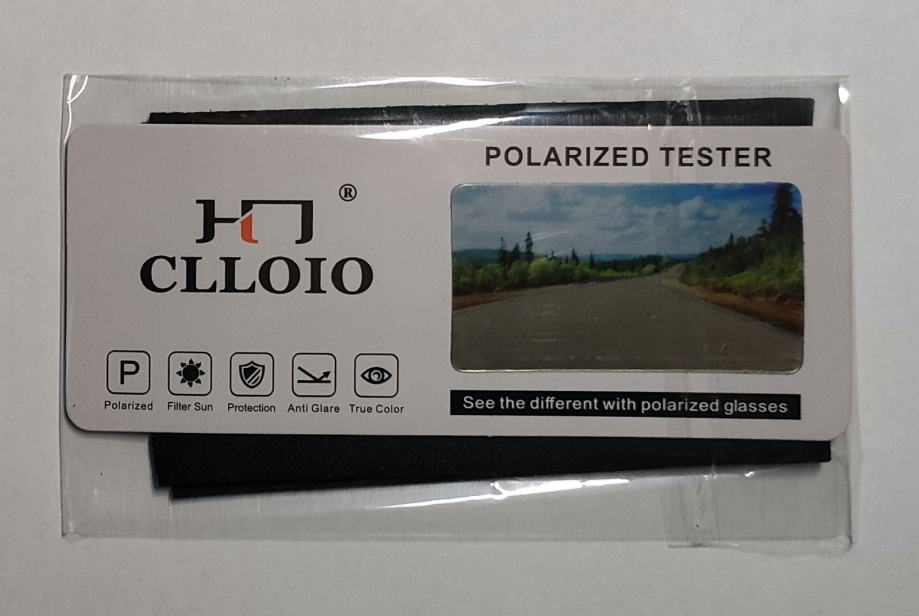 ®
CLLOIO
P
Polarized
Filter Sun
Protection
Anti Glare
True Color
POLARIZED TESTER
See the different with polarized glasses